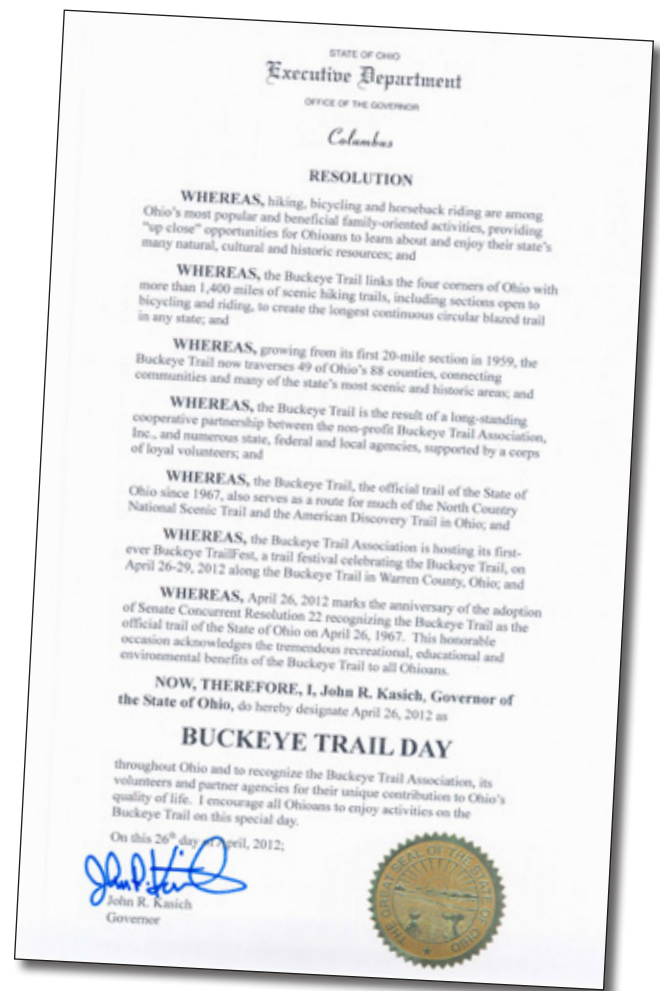 STATE OF OHIO
Executive Department
OFFICE OF THE GOVERNOR
Columbus
RESOLUTION
WHEREAS, hiking, bicycling and horseback riding are among
Ohio's most popular and beneficial family-oriented activities, providing
"up close" opportunities for Ohioans to learn about and enjoy their state's
many natural, cultural and historic resources; and
WHEREAS, the Buckeye Trail links the four corners of Ohio with
more than 1,400 miles of scenic hiking trails, including sections open to
bicycling and riding, to create the longest continuous circular blazed trail
in any state; and
WHEREAS, growing from its first 20-mile section in 1959, the
Buckeye Trail now traverses 49 of Ohio's 88 counties, connecting
communities and many of the state's most scenic and historic areas; and
WHEREAS, the Buckeye Trail is the result of a long-standing
cooperative partnership between the non-profit Buckeye Trail Association,
Inc., and numerous state, federal and local agencies, supported by a corps
of loyal volunteers; and
WHEREAS, the Buckeye Trail, the official trail of the State of
Ohio since 1967, also serves as a route for much of the North Country
National Scenic Trail and the American Discovery Trail in Ohio; and
WHEREAS, the Buckeye Trail Association is hosting its first-
ever Buckeye TrailFest, a trail festival celebrating the Buckeye Trail, on
April 26-29, 2012 along the Buckeye Trail in Warren County, Ohio; and
WHEREAS, April 26, 2012 marks the anniversary of the adoption
of Senate Concurrent Resolution 22 recognizing the Buckeye Trail as the
official trail of the State of Ohio on April 26, 1967. This honorable
occasion acknowledges the tremendous recreational, educational and
environmental benefits of the Buckeye Trail to all Ohioans.
NOW, THEREFORE, I, John R. Kasich, Governor of
the State of Ohio, do hereby designate April 26, 2012 as
BUCKEYE TRAIL DAY
throughout Ohio and to recognize the Buckeye Trail Association, its
volunteers and partner agencies for their unique contribution to Ohio's
quality of life. I encourage all Ohioans to enjoy activities on the
Buckeye Trail on this special day.
On this 26th day of April, 2012;
John R. Kasich
Governor
THE GREAT SEAL OF THE STATE OF OHIO